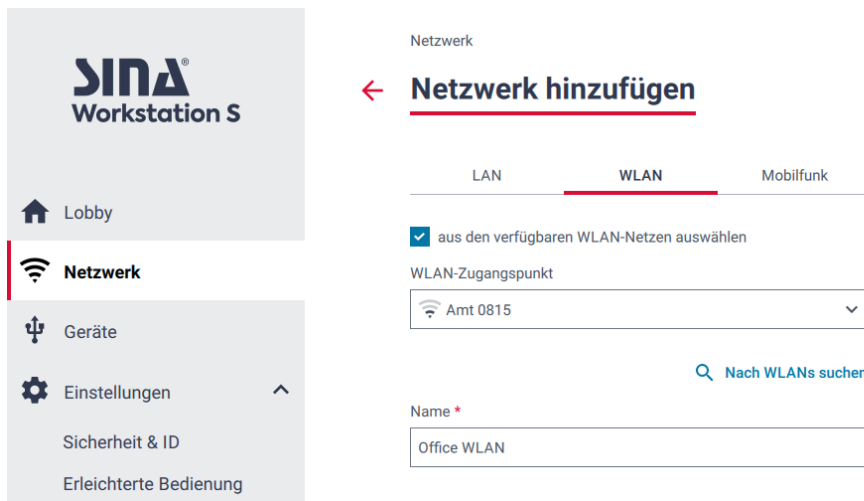 SINA®
Workstation S
Lobby
Netzwerk
Geräte
Einstellungen
Sicherheit & ID
Erleichterte Bedienung
Netzwerk
Netzwerk hinzufügen
LAN WLAN Mobilfunk
aus den verfügbaren WLAN-Netzen auswählen
WLAN-Zugangspunkt
Amt 0815
Nach WLANs suchen
Name *
Office WLAN